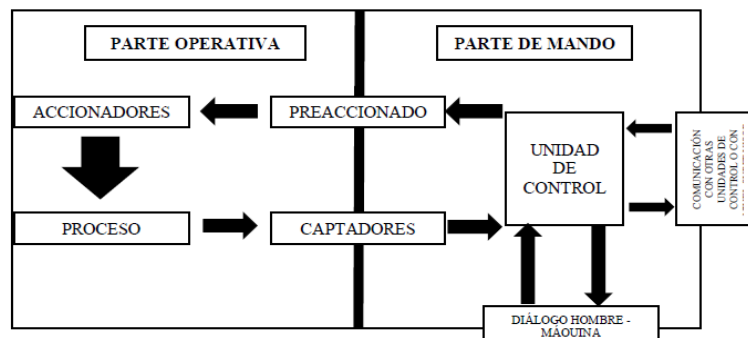 PARTE OPERATIVA
PARTE DE MANDO
ACCIONADORES
PREACCIONADO
UNIDAD
DE
CONTROL
COMUNICACIÓN
CON OTRAS
UNIDADES DE
CONTROL O CON
PROCESO
CAPTADORES
DIÁLOGO HOMBRE -
MÁQUINA